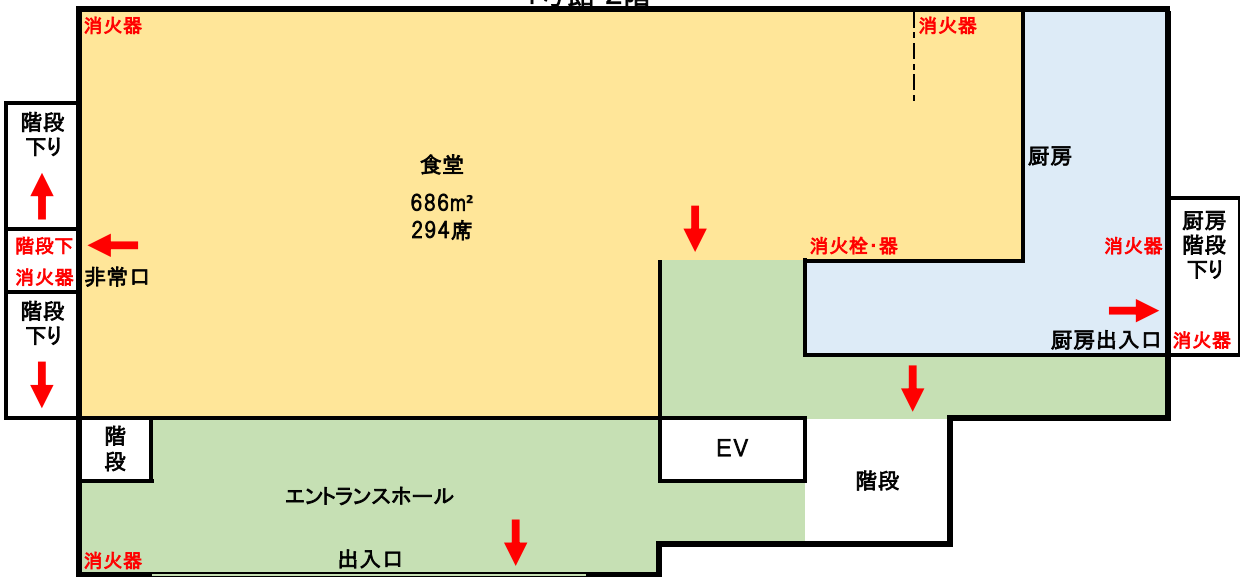 消火器
消火器
階段
下り
食堂
686m²
294席
厨房
階段下
消火器
非常口
消火栓・器
消火器
厨房
階段
下り
階段
下り
厨房出入口
消火器
階
段
EV
階段
エントランスホール
消火器
出入口